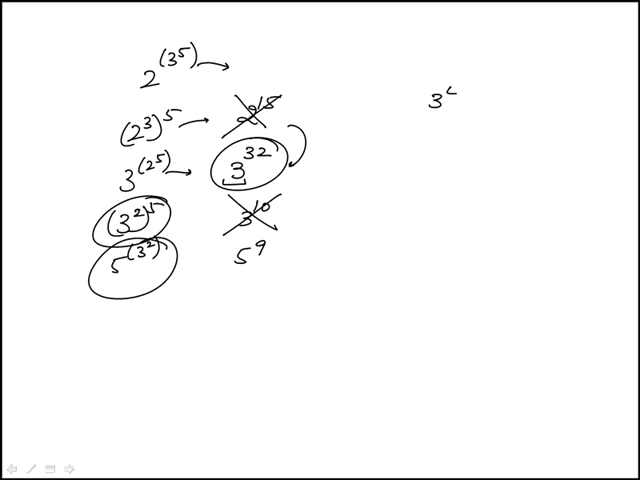 2^(3^5) →
(2^3)^5 → 2^15
3^(2^5) → 3^32
(3^2)^5 3^10
5^(3^2) 5^9
3^